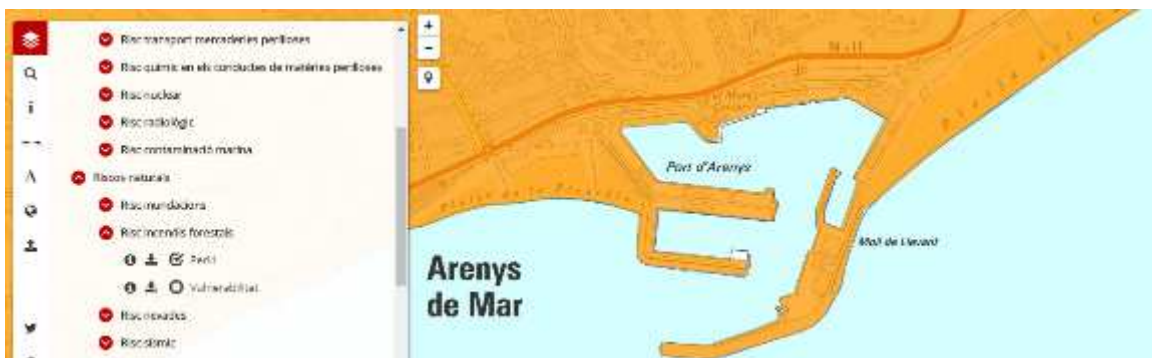 Risc transport mercaderies perilloses
Risc químic en els conductes de matèries perilloses
Risc nuclear
Risc radiològic
Risc contaminació marina
Riscos naturals
Risc inundacions
Risc incendis forestals
Perill
Vulnerabilitat
Risc nevades
Risc sísmic
+
−
N-II
Port d'Arenys
Moll de Llevant
Arenys
de Mar